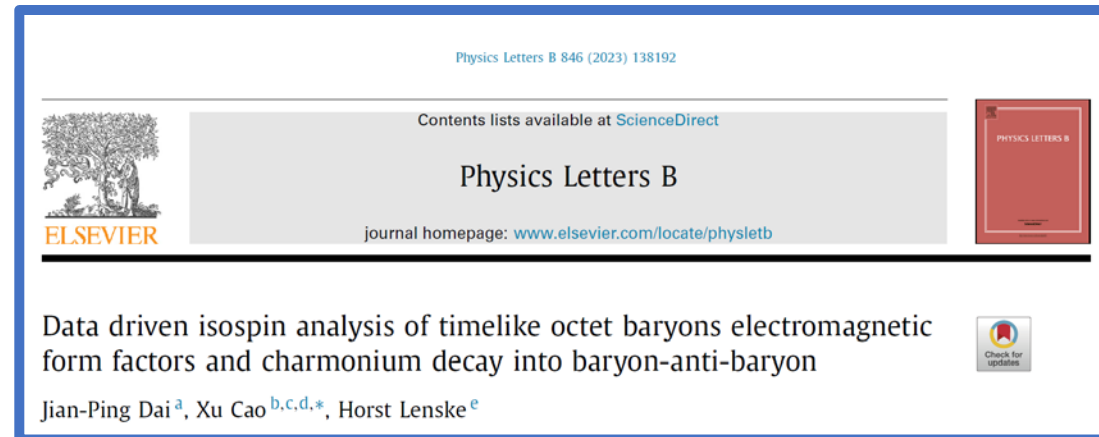 Physics Letters B 846 (2023) 138192
Contents lists available at ScienceDirect
PHYSICS LETTERS B
Physics Letters B
ELSEVIER
journal homepage: www.elsevier.com/locate/physletb
Data driven isospin analysis of timelike octet baryons electromagnetic
form factors and charmonium decay into baryon-anti-baryon
Check for
updates
Jian-Ping Dai a, Xu Cao b,c,d,*, Horst Lenske e